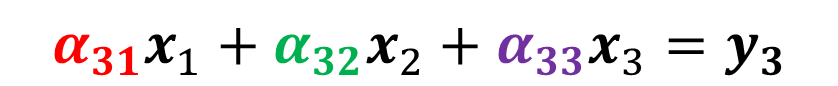 α₃₁x₁ + α₃₂x₂ + α₃₃x₃ = y₃